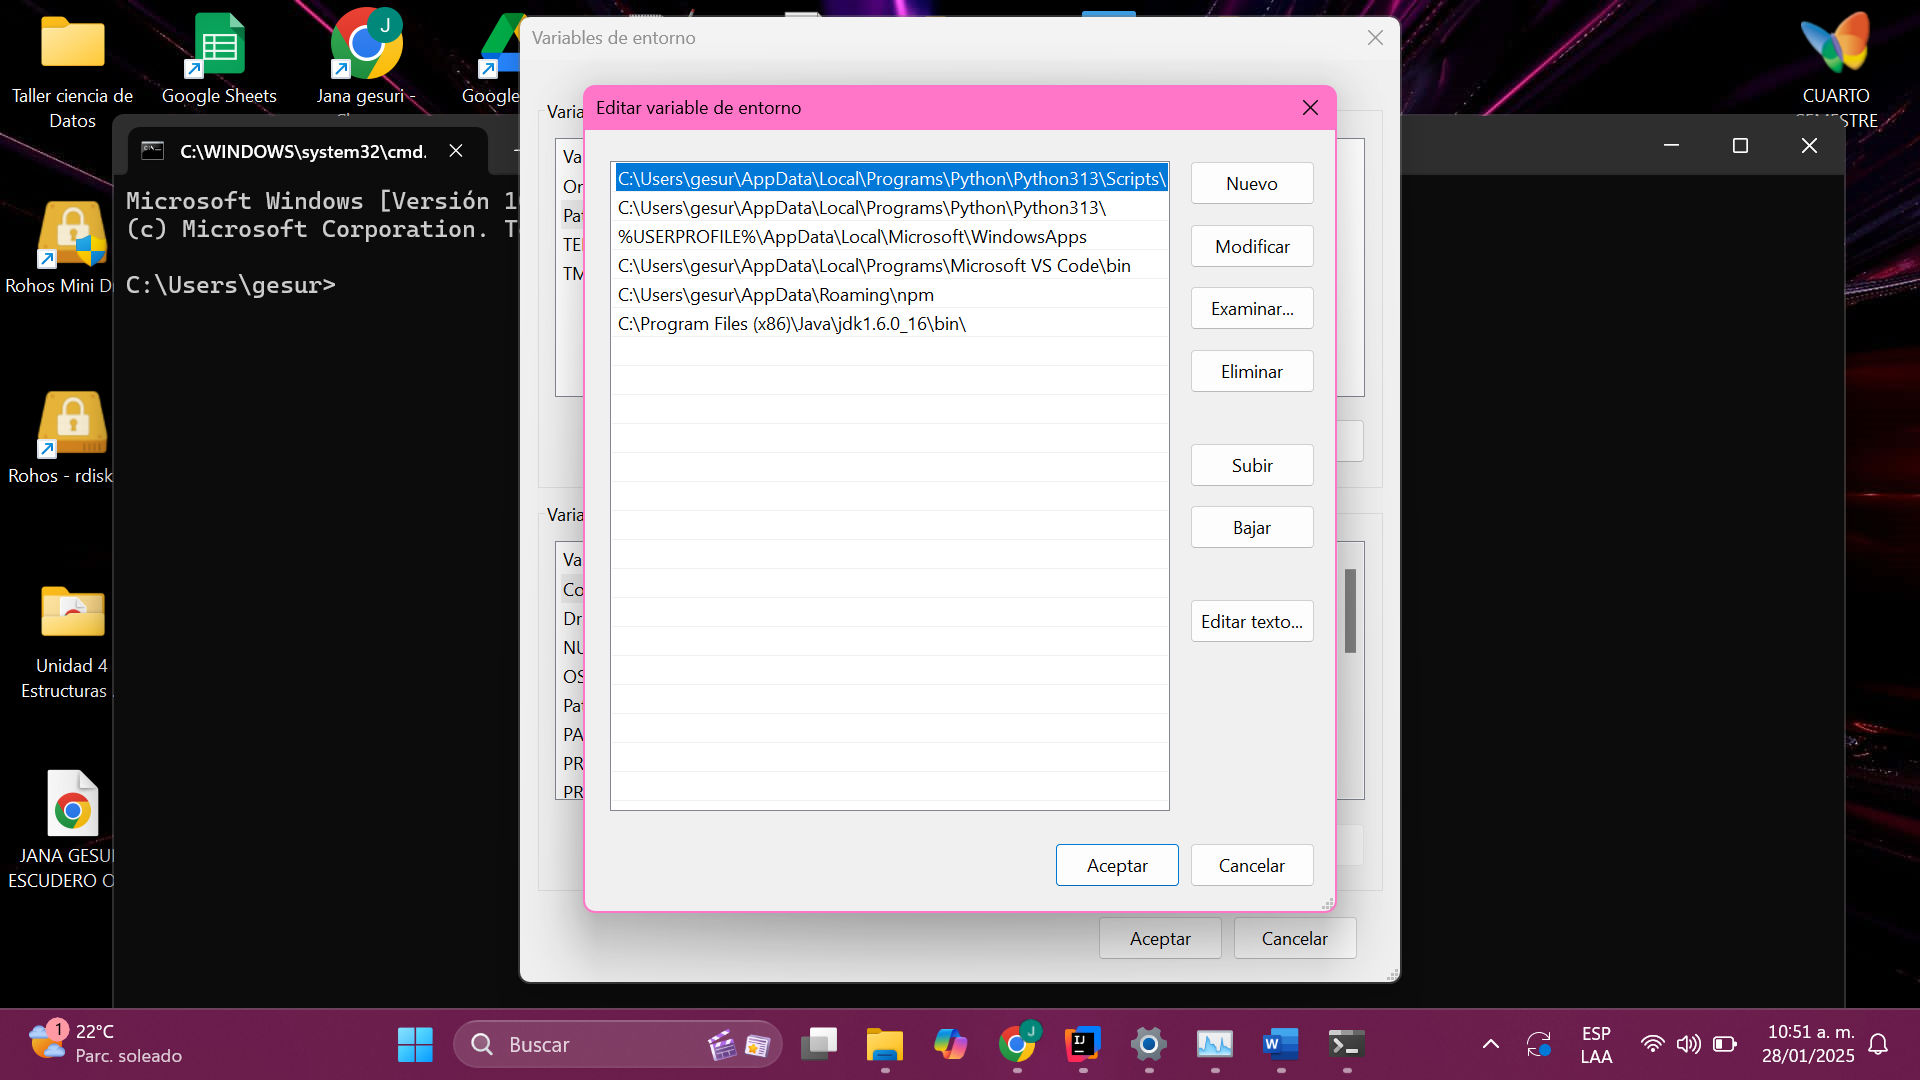 Taller ciencia de
Datos
Google Sheets
J
Jana gesuri -
Google
CUARTO
SEMESTRE
Rohos Mini D
Rohos - rdisk
Unidad 4
Estructuras
JANA GESU
ESCUDERO O
C:\WINDOWS\system32\cmd.
Microsoft Windows [Versión 1
(c) Microsoft Corporation. T
C:\Users\gesur>
Variables de entorno
Varia
Va
On
Pat
TE
TM
Varia
Va
Co
Dr
NU
OS
Pat
PA
PR
PR
Aceptar
Cancelar
Editar variable de entorno
C:\Users\gesur\AppData\Local\Programs\Python\Python313\Scripts\
C:\Users\gesur\AppData\Local\Programs\Python\Python313\
%USERPROFILE%\AppData\Local\Microsoft\WindowsApps
C:\Users\gesur\AppData\Local\Programs\Microsoft VS Code\bin
C:\Users\gesur\AppData\Roaming\npm
C:\Program Files (x86)\Java\jdk1.6.0_16\bin\
Nuevo
Modificar
Examinar...
Eliminar
Subir
Bajar
Editar texto...
Aceptar
Cancelar
1
22°C
Parc. soleado
Buscar
J
IJ
W
ESP
LAA
10:51 a. m.
28/01/2025